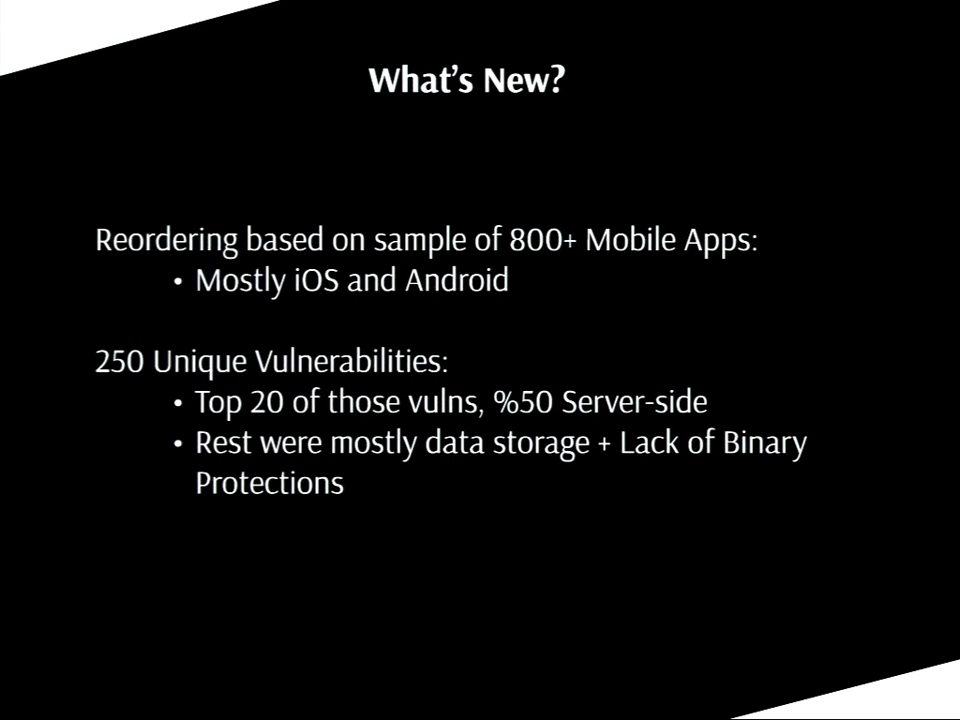 What's New?
Reordering based on sample of 800+ Mobile Apps:
• Mostly iOS and Android
250 Unique Vulnerabilities:
• Top 20 of those vulns, %50 Server-side
• Rest were mostly data storage + Lack of Binary
Protections